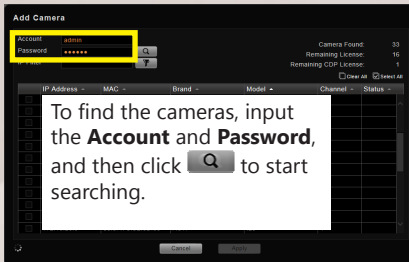 Add Camera
Account admin
Password ••••••
IP Filter
Camera Found: 33
Remaining License: 16
Remaining CDP License: 1
Clear All Select All
IP Address MAC Brand Model Channel Status
To find the cameras, input
the Account and Password,
and then click to start
searching.
Cancel Apply